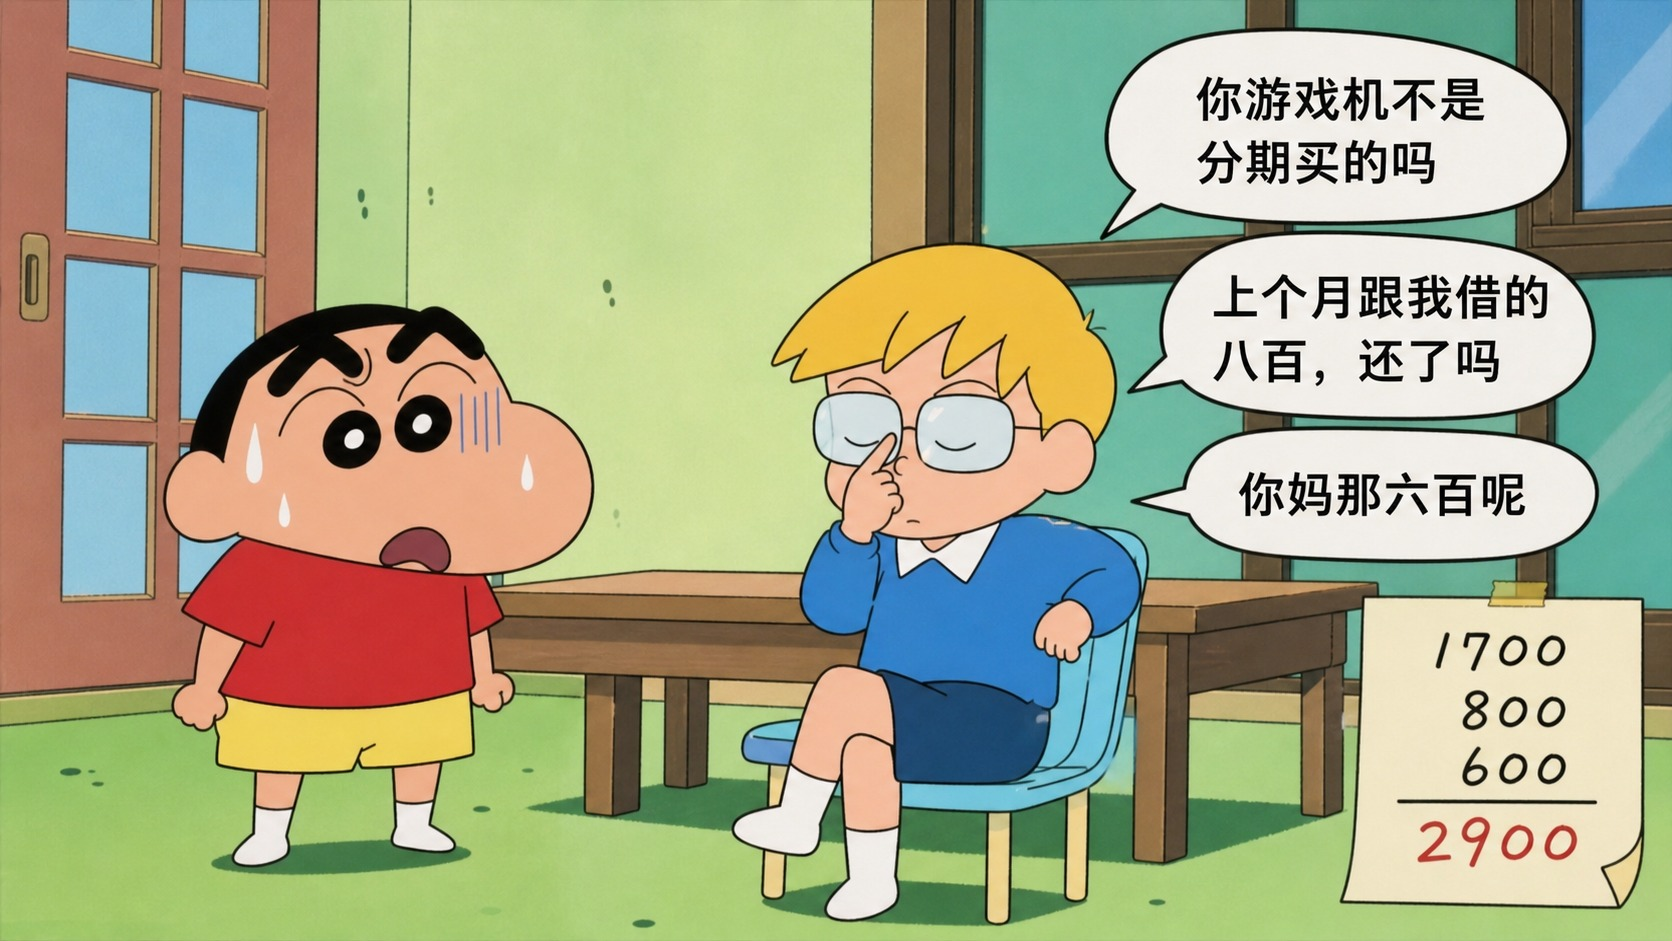 你游戏机不是
分期买的吗
上个月跟我借的
八百，还了吗
你妈那六百呢
1700
800
600
2900